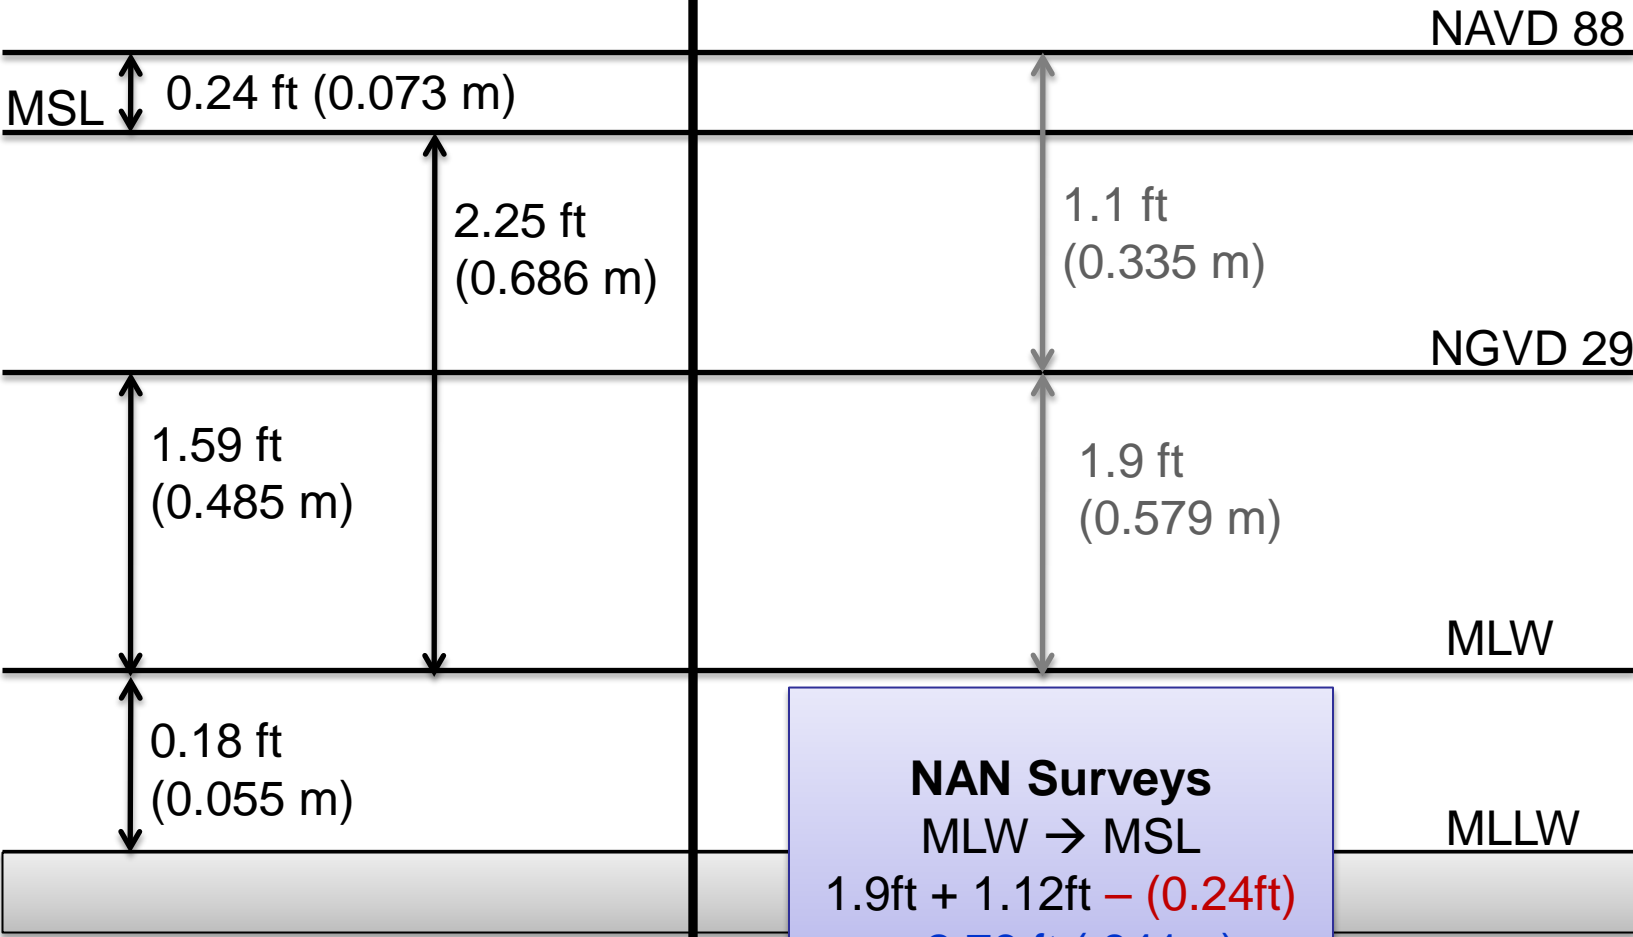 NAVD 88
MSL
0.24 ft (0.073 m)
2.25 ft
(0.686 m)
1.1 ft
(0.335 m)
NGVD 29
1.59 ft
(0.485 m)
1.9 ft
(0.579 m)
MLW
0.18 ft
(0.055 m)
NAN Surveys
MLW → MSL
MLLW
1.9ft + 1.12ft – (0.24ft)